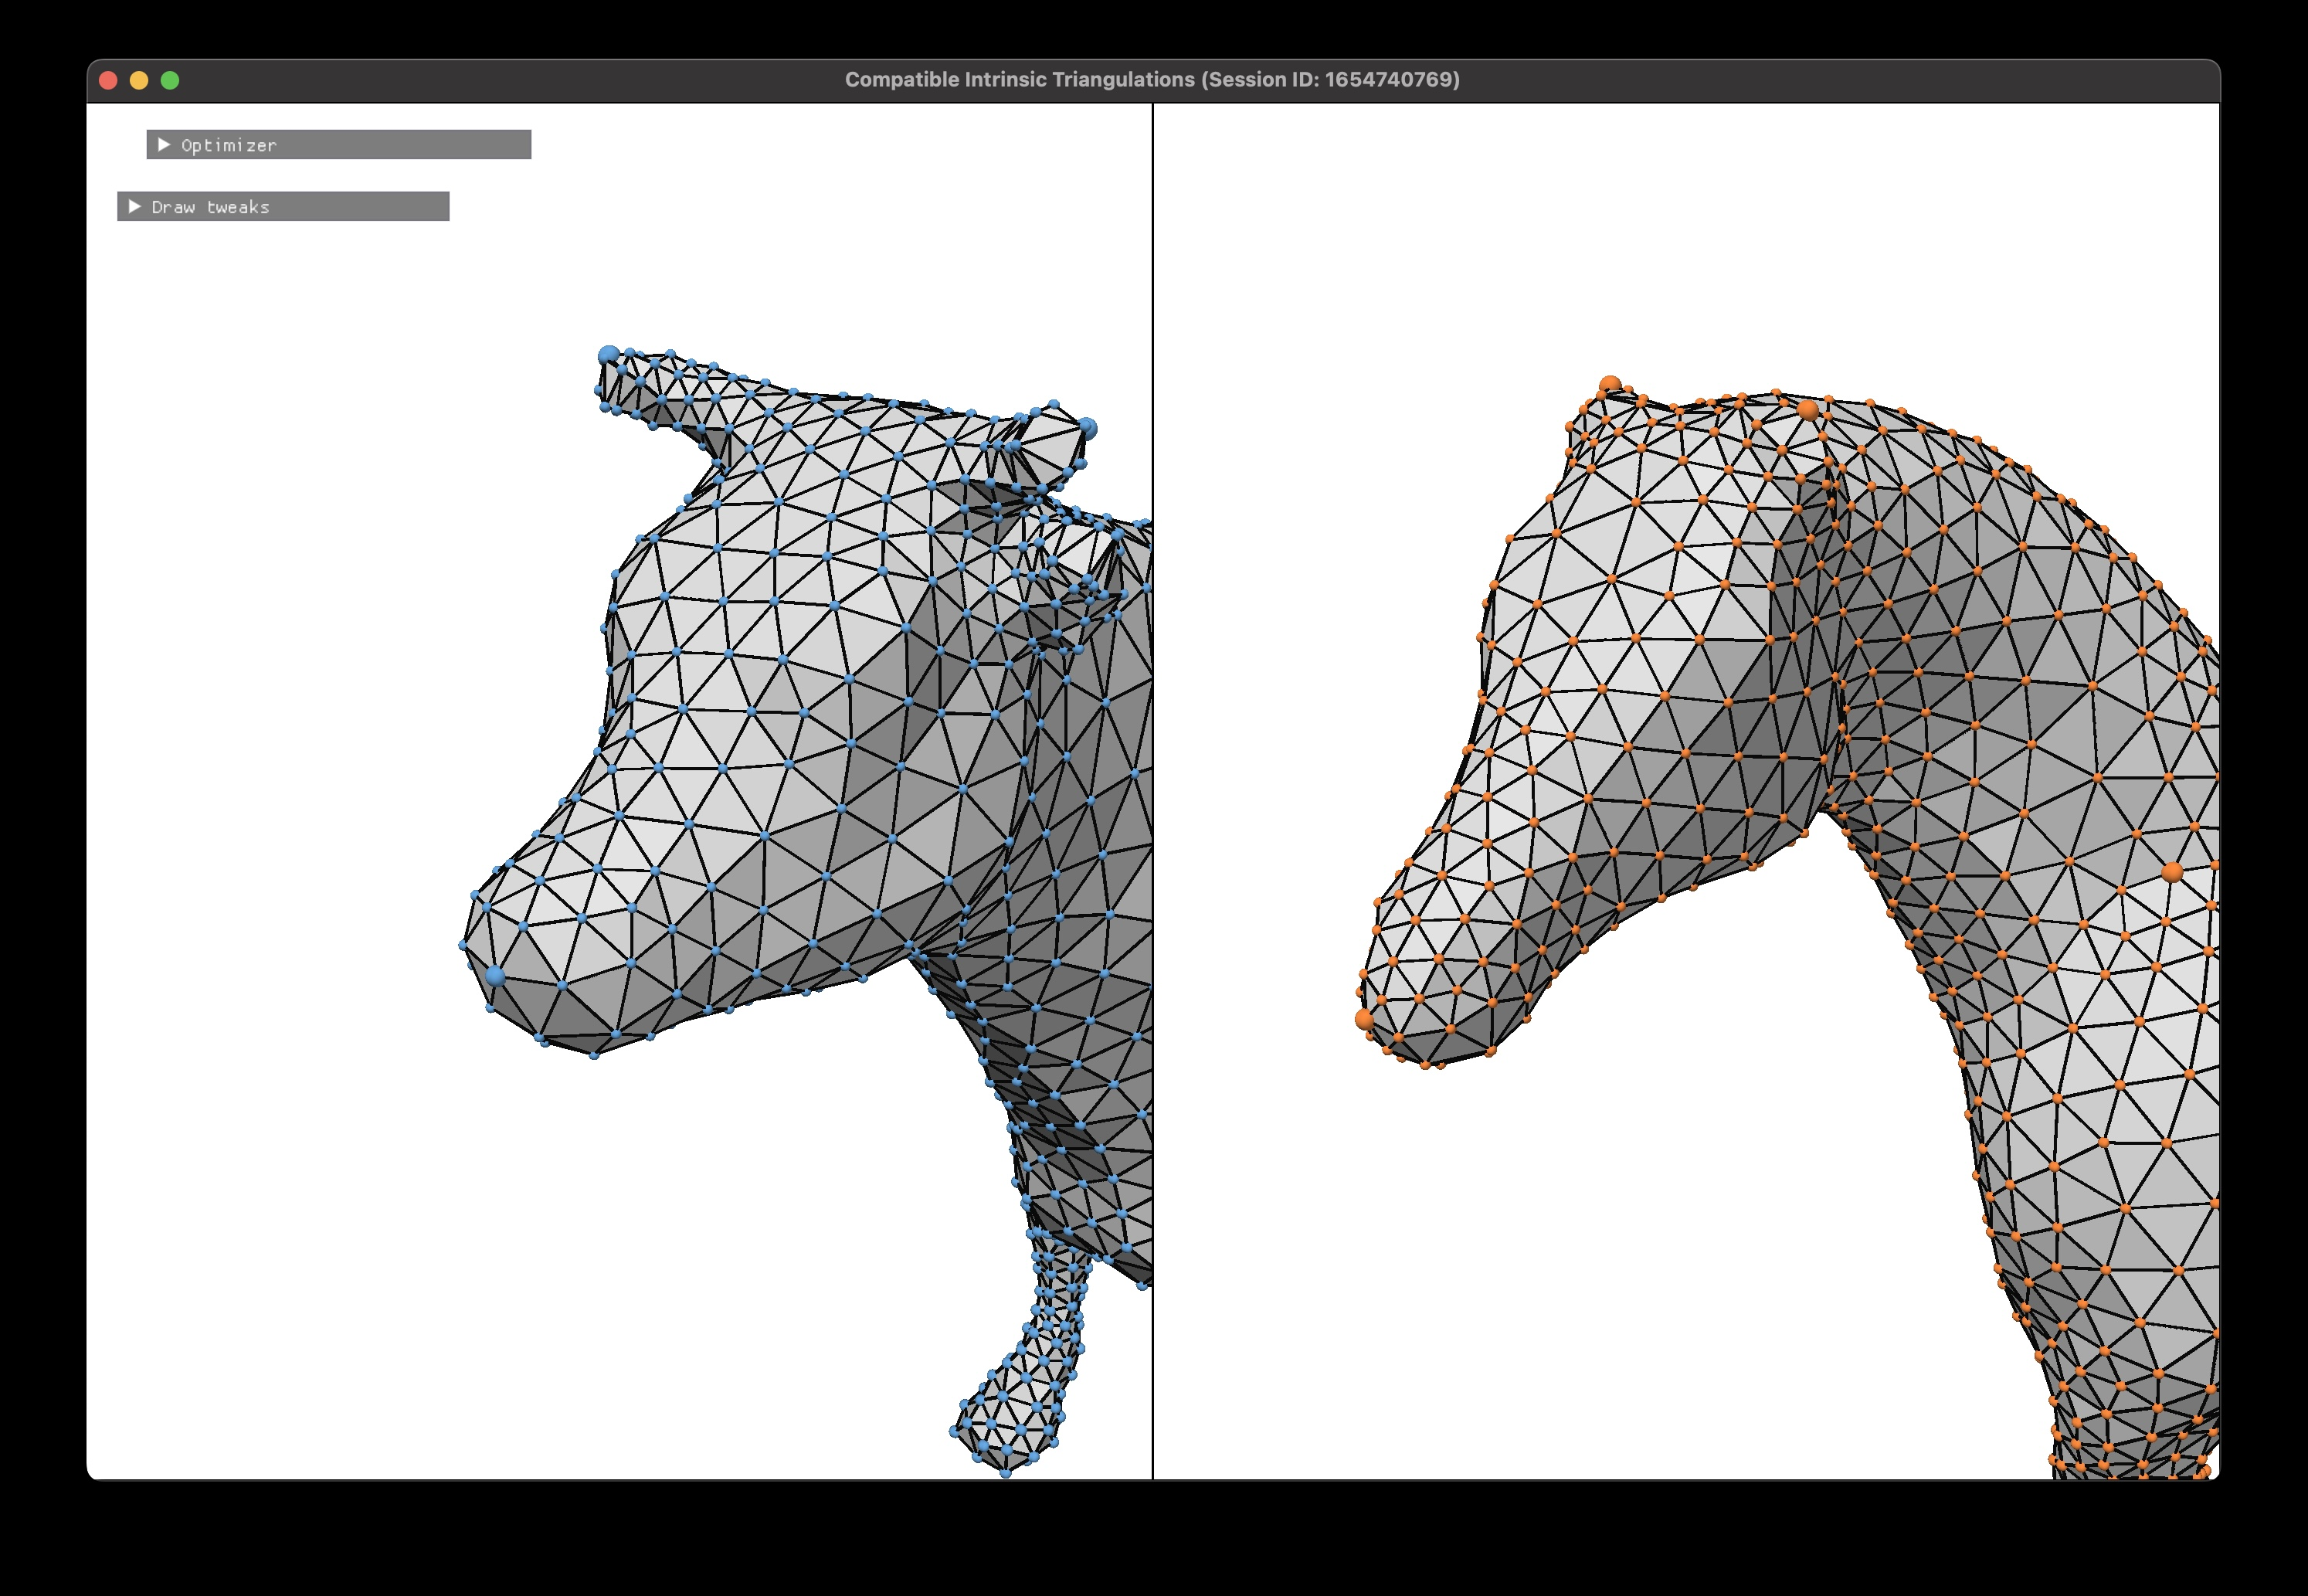 Compatible Intrinsic Triangulations (Session ID: 1654740769)
Optimizer
Draw tweaks